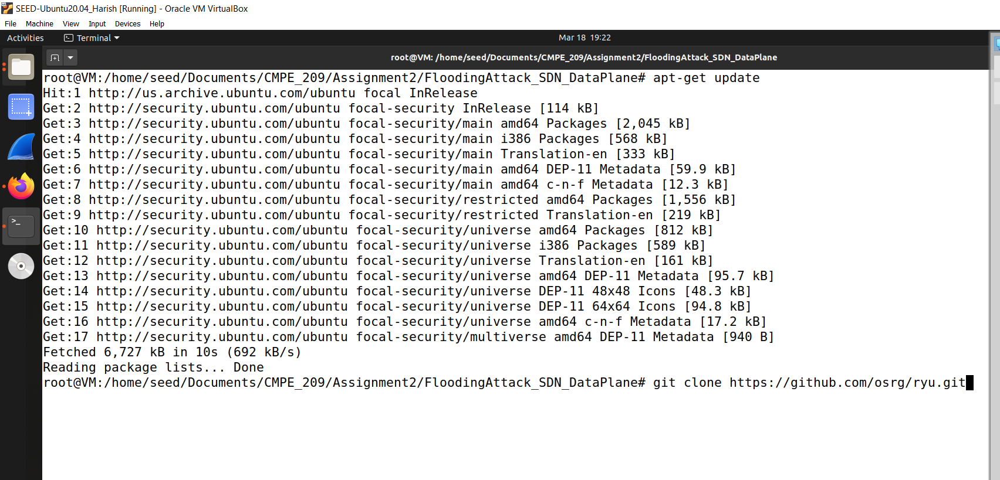 SEED-Ubuntu20.04_Harish [Running] - Oracle VM VirtualBox
File Machine View Input Devices Help
Activities Terminal Mar 18 19:22
root@VM: /home/seed/Documents/CMPE_209/Assignment2/FloodingAttack_SDN_DataPlane
root@VM:/home/seed/Documents/CMPE_209/Assignment2/FloodingAttack_SDN_DataPlane# apt-get update
Hit:1 http://us.archive.ubuntu.com/ubuntu focal InRelease
Get:2 http://security.ubuntu.com/ubuntu focal-security InRelease [114 kB]
Get:3 http://security.ubuntu.com/ubuntu focal-security/main amd64 Packages [2,045 kB]
Get:4 http://security.ubuntu.com/ubuntu focal-security/main i386 Packages [568 kB]
Get:5 http://security.ubuntu.com/ubuntu focal-security/main Translation-en [333 kB]
Get:6 http://security.ubuntu.com/ubuntu focal-security/main amd64 DEP-11 Metadata [59.9 kB]
Get:7 http://security.ubuntu.com/ubuntu focal-security/main amd64 c-n-f Metadata [12.3 kB]
Get:8 http://security.ubuntu.com/ubuntu focal-security/restricted amd64 Packages [1,556 kB]
Get:9 http://security.ubuntu.com/ubuntu focal-security/restricted Translation-en [219 kB]
Get:10 http://security.ubuntu.com/ubuntu focal-security/universe amd64 Packages [812 kB]
Get:11 http://security.ubuntu.com/ubuntu focal-security/universe i386 Packages [589 kB]
Get:12 http://security.ubuntu.com/ubuntu focal-security/universe Translation-en [161 kB]
Get:13 http://security.ubuntu.com/ubuntu focal-security/universe amd64 DEP-11 Metadata [95.7 kB]
Get:14 http://security.ubuntu.com/ubuntu focal-security/universe DEP-11 48x48 Icons [48.3 kB]
Get:15 http://security.ubuntu.com/ubuntu focal-security/universe DEP-11 64x64 Icons [94.8 kB]
Get:16 http://security.ubuntu.com/ubuntu focal-security/universe amd64 c-n-f Metadata [17.2 kB]
Get:17 http://security.ubuntu.com/ubuntu focal-security/multiverse amd64 DEP-11 Metadata [940 B]
Fetched 6,727 kB in 10s (692 kB/s)
Reading package lists... Done
root@VM:/home/seed/Documents/CMPE_209/Assignment2/FloodingAttack_SDN_DataPlane# git clone https://github.com/osrg/ryu.git